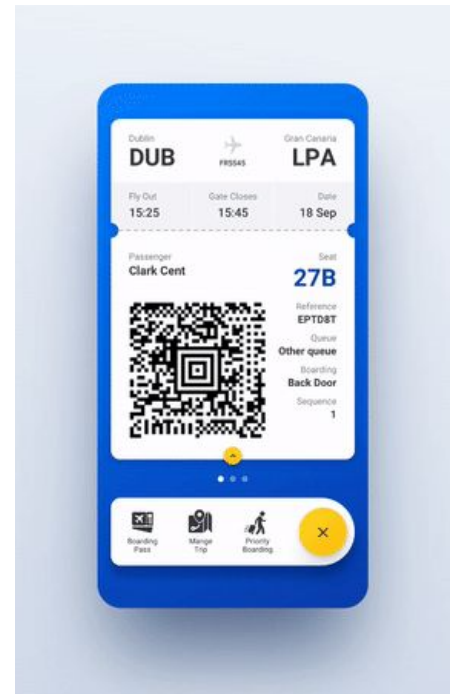 Dublin
Gran Canaria
DUB
LPA
FR5545
Fly Out
Gate Closes
Date
15:25
15:45
18 Sep
Passenger
Seat
Clark Cent
27B
Reference
EPTD8T
Queue
Other queue
Boarding
Back Door
Sequence
1
Boarding
Pass
Mange
Trip
Priority
Boarding